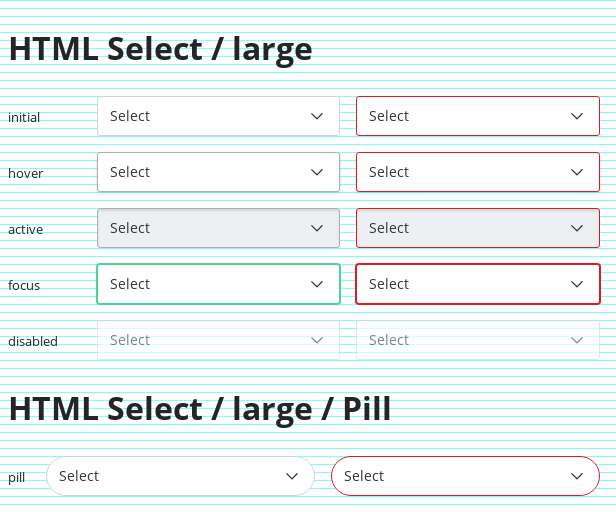 HTML Select / large
initial Select Select
hover Select Select
active Select Select
focus Select Select
disabled Select Select
HTML Select / large / Pill
pill Select Select